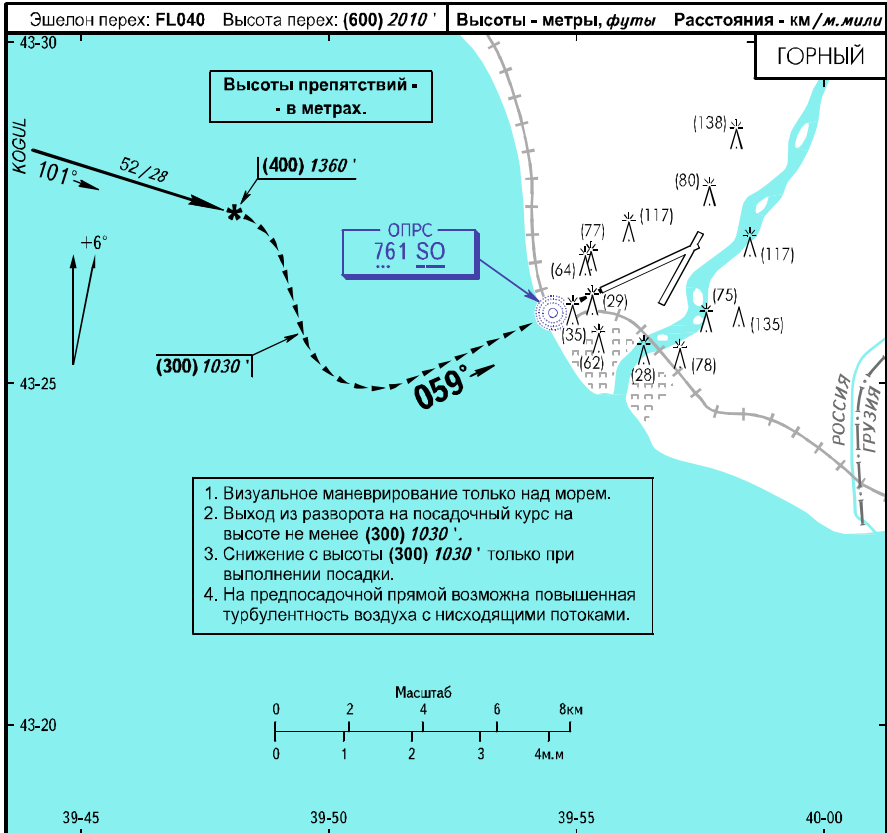 Эшелон перех: FL040 Высота перех: (600) 2010 ' Высоты - метры, футы Расстояния - км/м.мили
43-30
ГОРНЫЙ
Высоты препятствий -
- в метрах.
KOGUL
101°
52/28
(400) 1360 '
(138)
(80)
(117)
(77)
(64)
ОПРС
761 SO
+6°
(117)
(29)
(75)
(35)
(135)
(62)
(28)
(78)
(300) 1030 '
43-25
059°
РОССИЯ
ГРУЗИЯ
1. Визуальное маневрирование только над морем.
2. Выход из разворота на посадочный курс на
высоте не менее (300) 1030 '.
3. Снижение с высоты (300) 1030 ' только при
выполнении посадки.
4. На предпосадочной прямой возможна повышенная
турбулентность воздуха с нисходящими потоками.
Масштаб
0 2 4 6 8км
0 1 2 3 4м.м
43-20
39-45 39-50 39-55 40-00